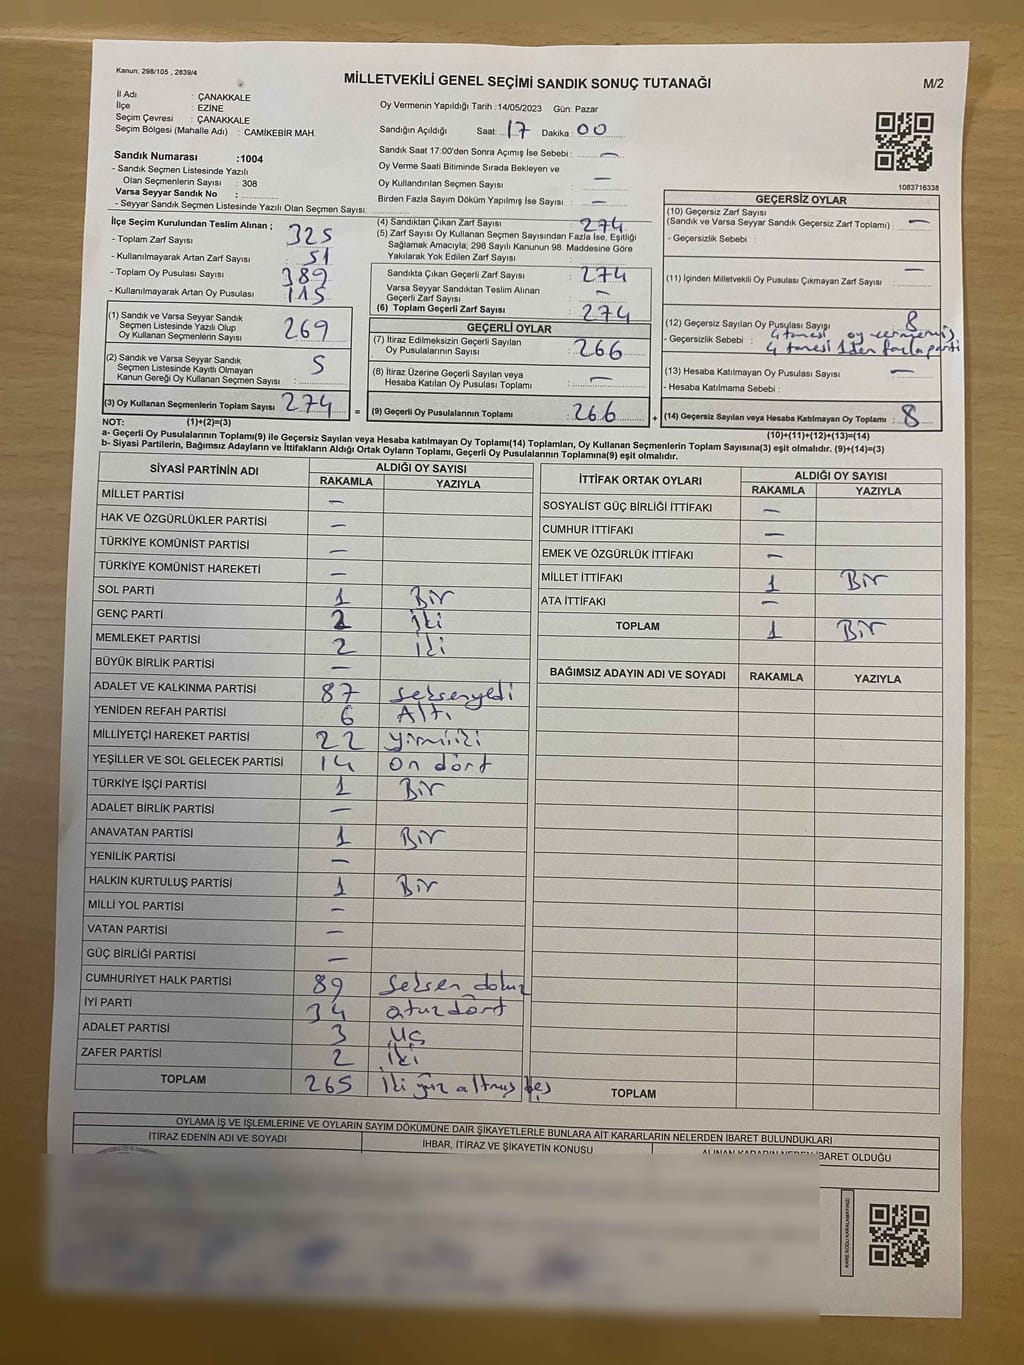 Kanun; 298/105 , 2839/4
MİLLETVEKİLİ GENEL SEÇİMİ SANDIK SONUÇ TUTANAĞI
M/2
İl Adı : ÇANAKKALE
İlçe : EZİNE
Seçim Çevresi : ÇANAKKALE
Seçim Bölgesi (Mahalle Adı) : CAMİKEBİR MAH.
Sandık Numarası :1004
- Sandık Seçmen Listesinde Yazılı
Olan Seçmenlerin Sayısı : 308
Varsa Seyyar Sandık No :
- Seyyar Sandık Seçmen Listesinde Yazılı Olan Seçmen Sayısı:
Oy Vermenin Yapıldığı Tarih :14/05/2023 Gün: Pazar
Sandığın Açıldığı Saat: 17 Dakika : 00
Sandık Saat 17:00'den Sonra Açımış İse Sebebi : —
Oy Verme Saati Bitiminde Sırada Bekleyen ve
Oy Kullandırılan Seçmen Sayısı : —
Birden Fazla Sayım Döküm Yapılmış İse Sayısı : —
1083716338
İlçe Seçim Kurulundan Teslim Alınan ;
- Toplam Zarf Sayısı : 325
- Kullanılmayarak Artan Zarf Sayısı : 51
- Toplam Oy Pusulası Sayısı : 389
- Kullanılmayarak Artan Oy Pusulası : 115
(1) Sandık ve Varsa Seyyar Sandık
Seçmen Listesinde Yazılı Olup
Oy Kullanan Seçmenlerin Sayısı : 269
(2) Sandık ve Varsa Seyyar Sandık
Seçmen Listesinde Kayıtlı Olmayan
Kanun Gereği Oy Kullanan Seçmen Sayısı : 5
(3) Oy Kullanan Seçmenlerin Toplam Sayısı : 274
(4) Sandıktan Çıkan Zarf Sayısı : 274
(5) Zarf Sayısı Oy Kullanan Seçmen Sayısından Fazla İse, Eşitliği
Sağlamak Amacıyla, 298 Sayılı Kanunun 98. Maddesine Göre
Yakılarak Yok Edilen Zarf Sayısı :
Sandıkta Çıkan Geçerli Zarf Sayısı : 274
Varsa Seyyar Sandıktan Teslim Alınan
Geçerli Zarf Sayısı : —
(6) Toplam Geçerli Zarf Sayısı : 274
GEÇERLİ OYLAR
(7) İtiraz Edilmeksizin Geçerli Sayılan
Oy Pusulalarının Sayısı : 266
(8) İtiraz Üzerine Geçerli Sayılan veya
Hesaba Katılan Oy Pusulası Toplamı : —
= (9) Geçerli Oy Pusulalarının Toplamı : 266 +
GEÇERSİZ OYLAR
(10) Geçersiz Zarf Sayısı
(Sandık ve Varsa Seyyar Sandık Geçersiz Zarf Toplamı) : —
- Geçersizlik Sebebi :
(11) İçinden Milletvekili Oy Pusulası Çıkmayan Zarf Sayısı : —
(12) Geçersiz Sayılan Oy Pusulası Sayısı : 8
- Geçersizlik Sebebi : 4 tanesi oy vermemiş
4 tanesi 1'den fazla parti
(13) Hesaba Katılmayan Oy Pusulası Sayısı : —
- Hesaba Katılmama Sebebi :
(14) Geçersiz Sayılan veya Hesaba Katılmayan Oy Toplamı : 8
NOT: (1)+(2)=(3)
(10)+(11)+(12)+(13)=(14)
a- Geçerli Oy Pusulalarının Toplamı(9) ile Geçersiz Sayılan veya Hesaba katılmayan Oy Toplamı(14) Toplamları, Oy Kullanan Seçmenlerin Toplam Sayısına(3) eşit olmalıdır. (9)+(14)=(3)
b- Siyasi Partilerin, Bağımsız Adayların ve İttifakların Aldığı Ortak Oyların Toplamı, Geçerli Oy Pusulalarının Toplamına(9) eşit olmalıdır.
SİYASİ PARTİNİN ADI ALDIĞI OY SAYISI
RAKAMLA YAZIYLA
MİLLET PARTİSİ —
HAK VE ÖZGÜRLÜKLER PARTİSİ —
TÜRKİYE KOMÜNİST PARTİSİ —
TÜRKİYE KOMÜNİST HAREKETİ —
SOL PARTİ 1 Bir
GENÇ PARTİ 2 iki
MEMLEKET PARTİSİ 2 iki
BÜYÜK BİRLİK PARTİSİ —
ADALET VE KALKINMA PARTİSİ 87 seksenyedi
YENİDEN REFAH PARTİSİ 6 Altı
MİLLİYETÇİ HAREKET PARTİSİ 22 yirmiiki
YEŞİLLER VE SOL GELECEK PARTİSİ 14 on dört
TÜRKİYE İŞÇİ PARTİSİ 1 Bir
ADALET BİRLİK PARTİSİ —
ANAVATAN PARTİSİ 1 Bir
YENİLİK PARTİSİ —
HALKIN KURTULUŞ PARTİSİ 1 Bir
MİLLİ YOL PARTİSİ —
VATAN PARTİSİ —
GÜÇ BİRLİĞİ PARTİSİ —
CUMHURİYET HALK PARTİSİ 89 seksen dokuz
İYİ PARTİ 34 otuz dört
ADALET PARTİSİ 3 üç
ZAFER PARTİSİ 2 iki
TOPLAM 265 iki yüz altmış beş
İTTİFAK ORTAK OYLARI ALDIĞI OY SAYISI
RAKAMLA YAZIYLA
SOSYALİST GÜÇ BİRLİĞİ İTTİFAKI —
CUMHUR İTTİFAKI —
EMEK VE ÖZGÜRLÜK İTTİFAKI —
MİLLET İTTİFAKI 1 Bir
ATA İTTİFAKI —
TOPLAM 1 Bir
BAĞIMSIZ ADAYIN ADI VE SOYADI RAKAMLA YAZIYLA
TOPLAM
OYLAMA İŞ VE İŞLEMLERİNE VE OYLARIN SAYIM DÖKÜMÜNE DAİR ŞİKAYETLERLE BUNLARA AİT KARARLARIN NELERDEN İBARET BULUNDUKLARI
İTİRAZ EDENİN ADI VE SOYADI İHBAR, İTİRAZ VE ŞİKAYETİN KONUSU ALINAN KARARIN NEDEN İBARET OLDUĞU
KARE KODU KARALAMAYINIZ!